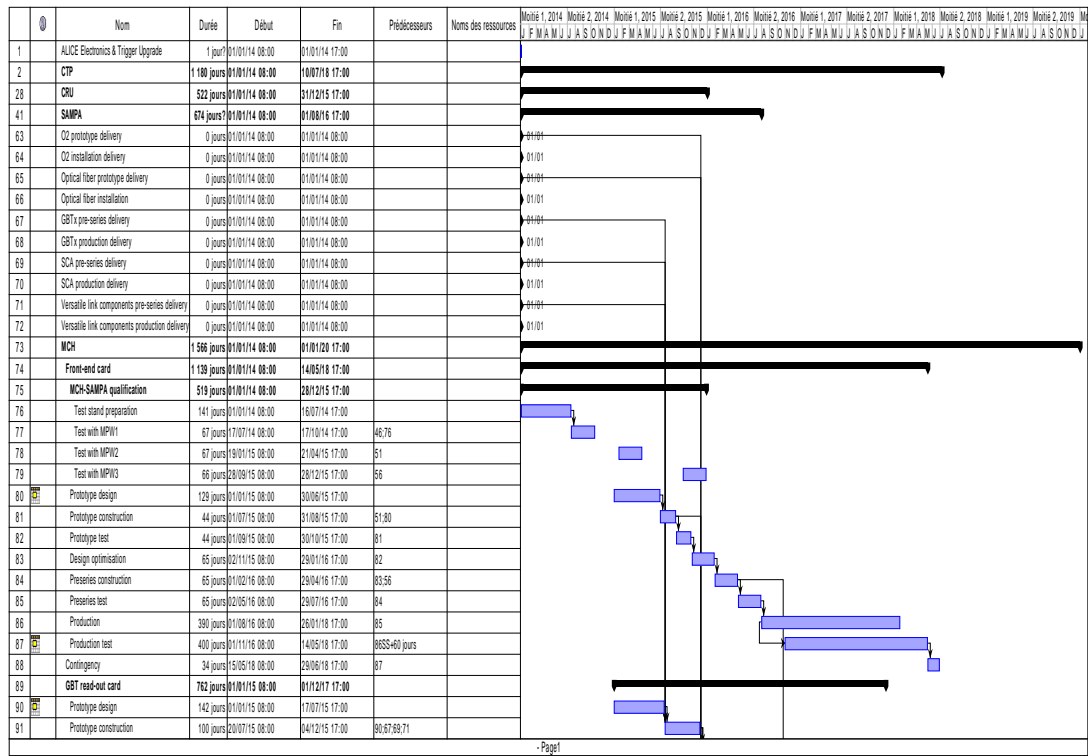 Nom Durée Début Fin Prédécesseurs Noms des ressources Moitié 1, 2014 Moitié 2, 2014 Moitié 1, 2015 Moitié 2, 2015 Moitié 1, 2016 Moitié 2, 2016 Moitié 1, 2017 Moitié 2, 2017 Moitié 1, 2018 Moitié 2, 2018 Moitié 1, 2019 Moitié 2, 2019 Mo
J F M A M J J A S O N D J F M A M J J A S O N D J F M A M J J A S O N D J F M A M J J A S O N D J F M A M J J A S O N D J F M A M J J A S O N D J
1 ALICE Electronics & Trigger Upgrade 1 jour? 01/01/14 08:00 01/01/14 17:00
2 CTP 1 180 jours 01/01/14 08:00 10/07/18 17:00
28 CRU 522 jours 01/01/14 08:00 31/12/15 17:00
41 SAMPA 674 jours? 01/01/14 08:00 01/08/16 17:00
63 O2 prototype delivery 0 jours 01/01/14 08:00 01/01/14 08:00 01/01
64 O2 installation delivery 0 jours 01/01/14 08:00 01/01/14 08:00 01/01
65 Optical fiber prototype delivery 0 jours 01/01/14 08:00 01/01/14 08:00 01/01
66 Optical fiber installation 0 jours 01/01/14 08:00 01/01/14 08:00 01/01
67 GBTx pre-series delivery 0 jours 01/01/14 08:00 01/01/14 08:00 01/01
68 GBTx production delivery 0 jours 01/01/14 08:00 01/01/14 08:00 01/01
69 SCA pre-series delivery 0 jours 01/01/14 08:00 01/01/14 08:00 01/01
70 SCA production delivery 0 jours 01/01/14 08:00 01/01/14 08:00 01/01
71 Versatile link components pre-series delivery 0 jours 01/01/14 08:00 01/01/14 08:00 01/01
72 Versatile link components production delivery 0 jours 01/01/14 08:00 01/01/14 08:00 01/01
73 MCH 1 566 jours 01/01/14 08:00 01/01/20 17:00
74 Front-end card 1 139 jours 01/01/14 08:00 14/05/18 17:00
75 MCH-SAMPA qualification 519 jours 01/01/14 08:00 28/12/15 17:00
76 Test stand preparation 141 jours 01/01/14 08:00 16/07/14 17:00
77 Test with MPW1 67 jours 17/07/14 08:00 17/10/14 17:00 46;76
78 Test with MPW2 67 jours 19/01/15 08:00 21/04/15 17:00 51
79 Test with MPW3 66 jours 28/09/15 08:00 28/12/15 17:00 56
80 Prototype design 129 jours 01/01/15 08:00 30/06/15 17:00
81 Prototype construction 44 jours 01/07/15 08:00 31/08/15 17:00 51;80
82 Prototype test 44 jours 01/09/15 08:00 30/10/15 17:00 81
83 Design optimisation 65 jours 02/11/15 08:00 29/01/16 17:00 82
84 Preseries construction 65 jours 01/02/16 08:00 29/04/16 17:00 83;56
85 Preseries test 65 jours 02/05/16 08:00 29/07/16 17:00 84
86 Production 390 jours 01/08/16 08:00 26/01/18 17:00 85
87 Production test 400 jours 01/11/16 08:00 14/05/18 17:00 86SS+60 jours
88 Contingency 34 jours 15/05/18 08:00 29/06/18 17:00 87
89 GBT read-out card 762 jours 01/01/15 08:00 01/12/17 17:00
90 Prototype design 142 jours 01/01/15 08:00 17/07/15 17:00
91 Prototype construction 100 jours 20/07/15 08:00 04/12/15 17:00 90;67;69;71
- Page1